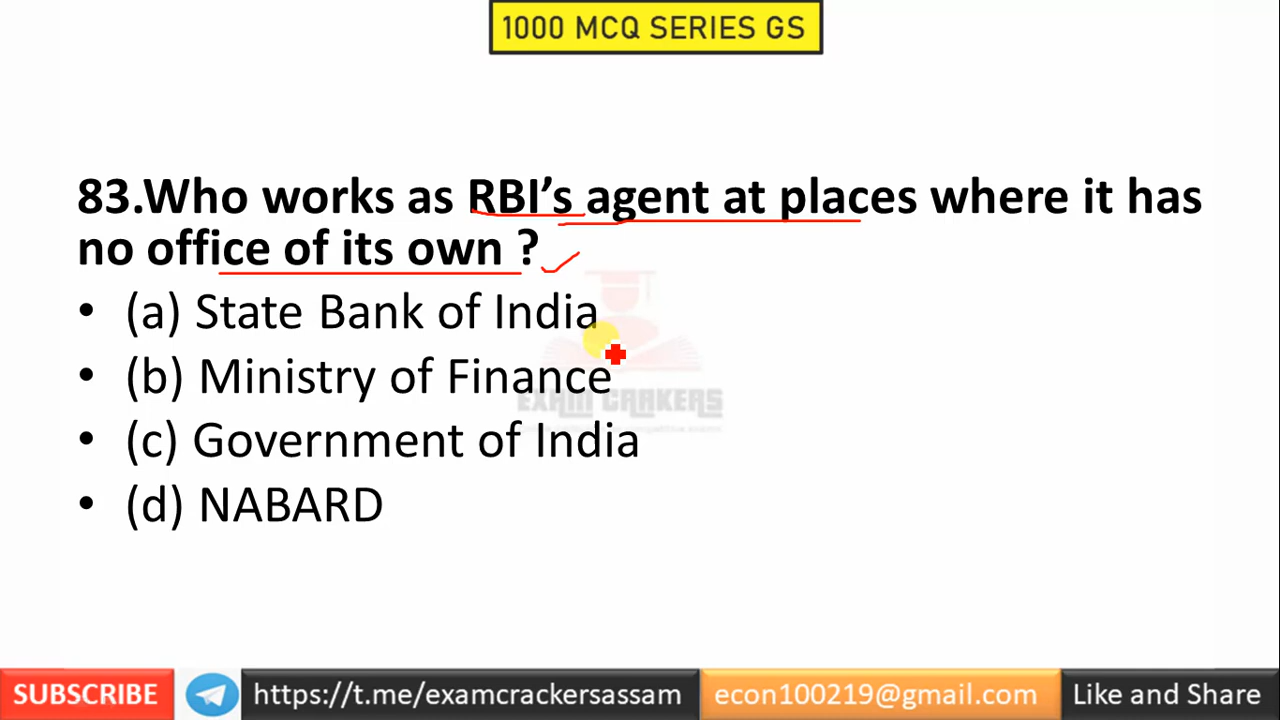 1000 MCQ SERIES GS
83.Who works as RBI’s agent at places where it has
no office of its own ?
• (a) State Bank of India
• (b) Ministry of Finance
• (c) Government of India
• (d) NABARD
EXAM CRAKERS
SUBSCRIBE https://t.me/examcrackersassam econ100219@gmail.com Like and Share